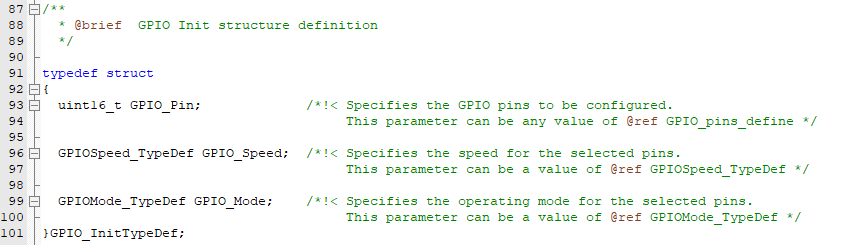 87 /**
88   * @brief  GPIO Init structure definition
89   */
90
91 typedef struct
92 {
93   uint16_t GPIO_Pin;             /*!< Specifies the GPIO pins to be configured.
94                                       This parameter can be any value of @ref GPIO_pins_define */
95
96   GPIOSpeed_TypeDef GPIO_Speed;  /*!< Specifies the speed for the selected pins.
97                                       This parameter can be a value of @ref GPIOSpeed_TypeDef */
98
99   GPIOMode_TypeDef GPIO_Mode;    /*!< Specifies the operating mode for the selected pins.
100                                      This parameter can be a value of @ref GPIOMode_TypeDef */
101 }GPIO_InitTypeDef;